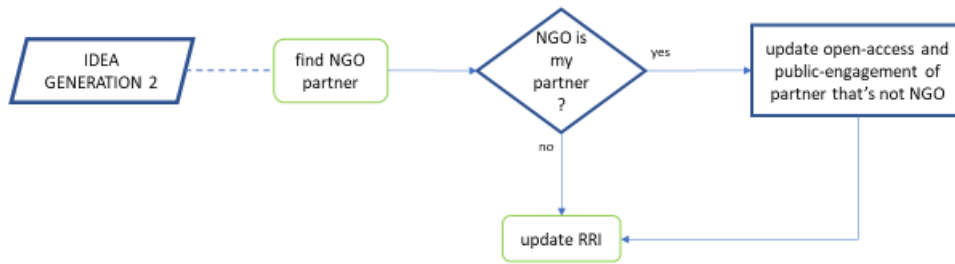 IDEA
GENERATION 2
find NGO
partner
NGO is
my
partner
?
yes
update open-access and
public-engagement of
partner that's not NGO
no
update RRI